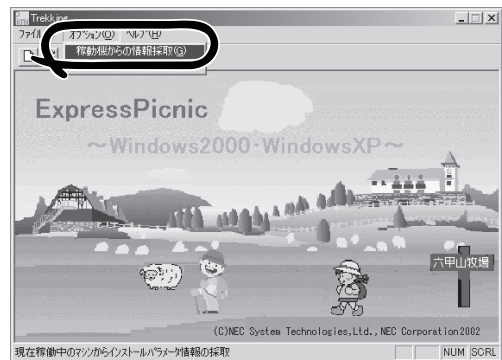 Trekking
ファイル オプション(O) ヘルプ(H)
稼動機からの情報採取(G)
ExpressPicnic
～Windows2000・WindowsXP～
六甲山牧場
(C)NEC System Technologies,Ltd., NEC Corporation2002
現在稼働中のマシンからインストールパラメータ情報の採取
NUM SCRL